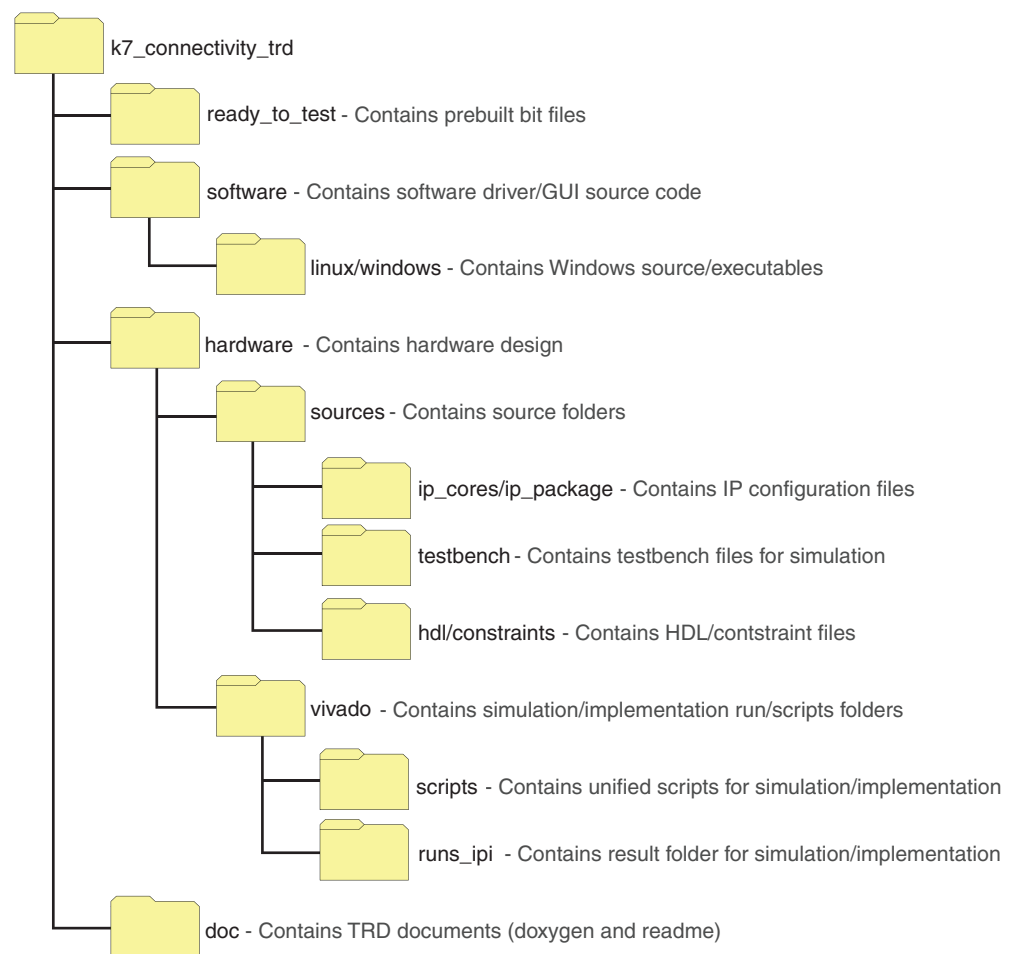 k7_connectivity_trd
ready_to_test - Contains prebuilt bit files
software - Contains software driver/GUI source code
linux/windows - Contains Windows source/executables
hardware - Contains hardware design
sources - Contains source folders
ip_cores/ip_package - Contains IP configuration files
testbench - Contains testbench files for simulation
hdl/constraints - Contains HDL/contstraint files
vivado - Contains simulation/implementation run/scripts folders
scripts - Contains unified scripts for simulation/implementation
runs_ipi - Contains result folder for simulation/implementation
doc - Contains TRD documents (doxygen and readme)